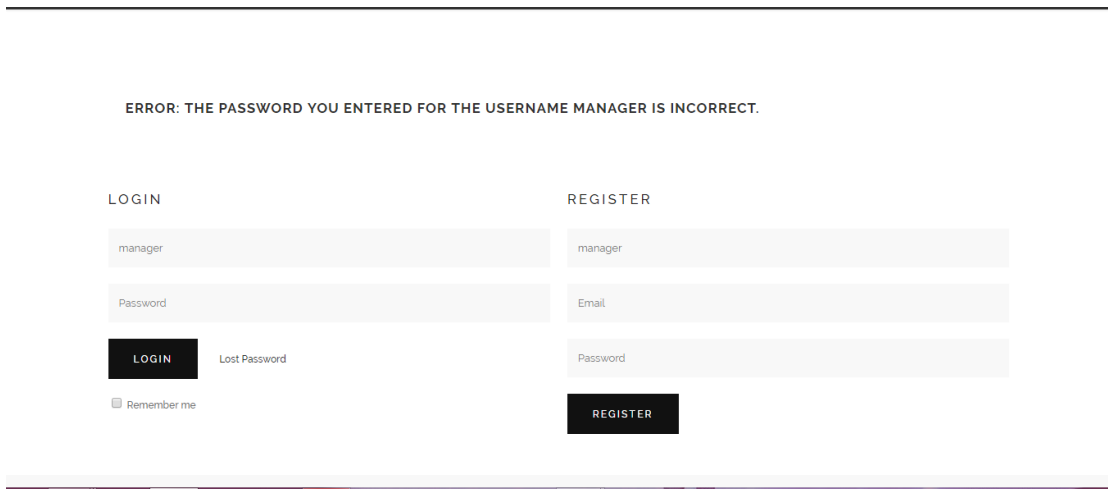 ERROR: THE PASSWORD YOU ENTERED FOR THE USERNAME MANAGER IS INCORRECT.
LOGIN
manager
Password
LOGIN
Lost Password
Remember me
REGISTER
manager
Email
Password
REGISTER